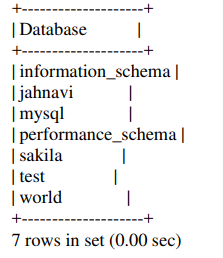 +--------------------+
| Database           |
+--------------------+
| information_schema |
| jahnavi            |
| mysql              |
| performance_schema |
| sakila             |
| test               |
| world              |
+--------------------+
7 rows in set (0.00 sec)